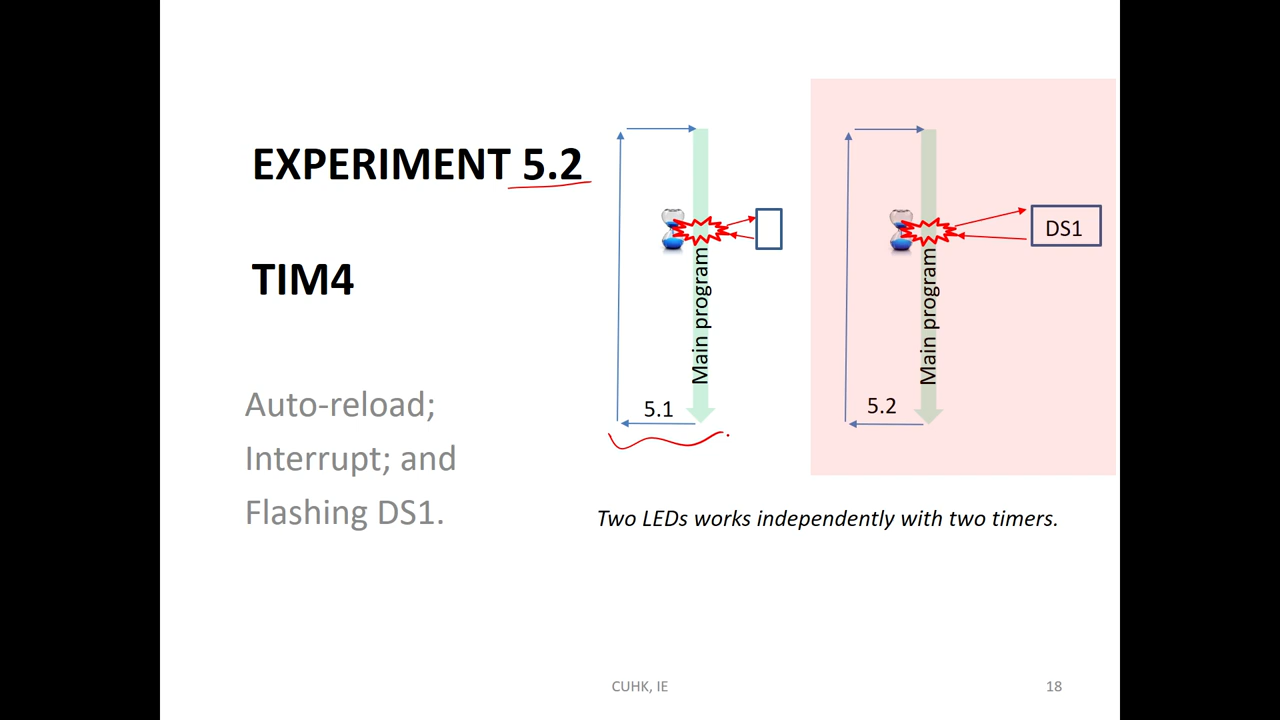 EXPERIMENT 5.2
TIM4
Auto-reload;
Interrupt; and
Flashing DS1.
Main program
5.1
DS1
Main program
5.2
Two LEDs works independently with two timers.
CUHK, IE
18